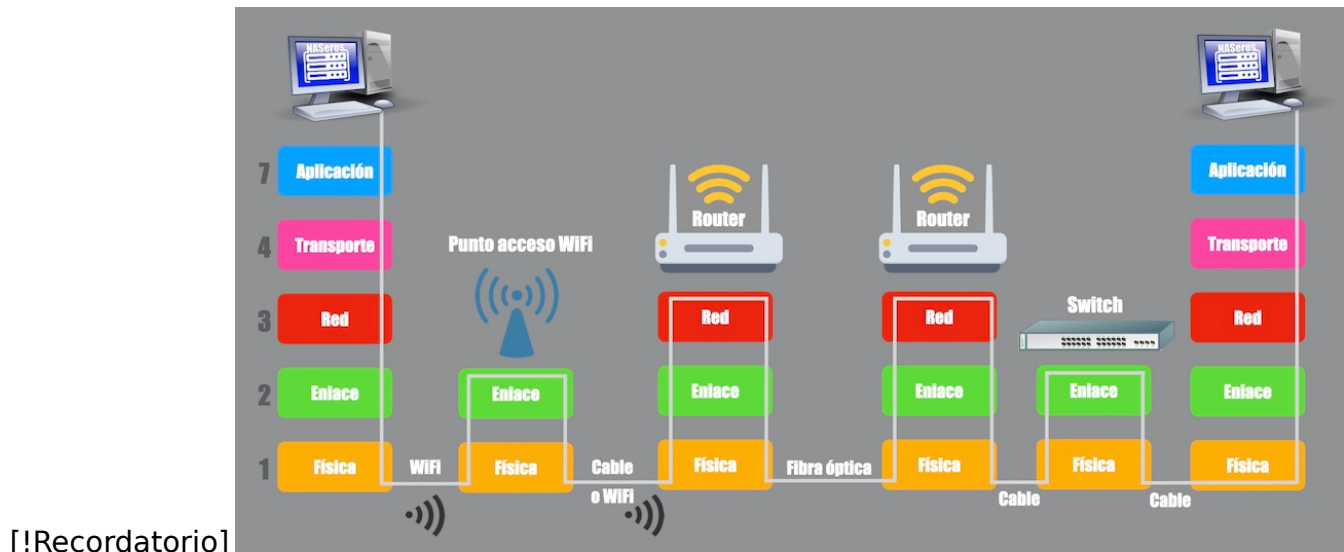 NASeros
NASeros
7 Aplicación
Aplicación
Router
Router
4 Transporte
Punto acceso WiFi
Transporte
3 Red
Red
Red
Switch
Red
2 Enlace
Enlace
Enlace
Enlace
Enlace
Enlace
1 Física
WiFi
Física
Cable
o WiFi
Física
Fibra óptica
Física
Cable
Física
Cable
Física
[!Recordatorio]